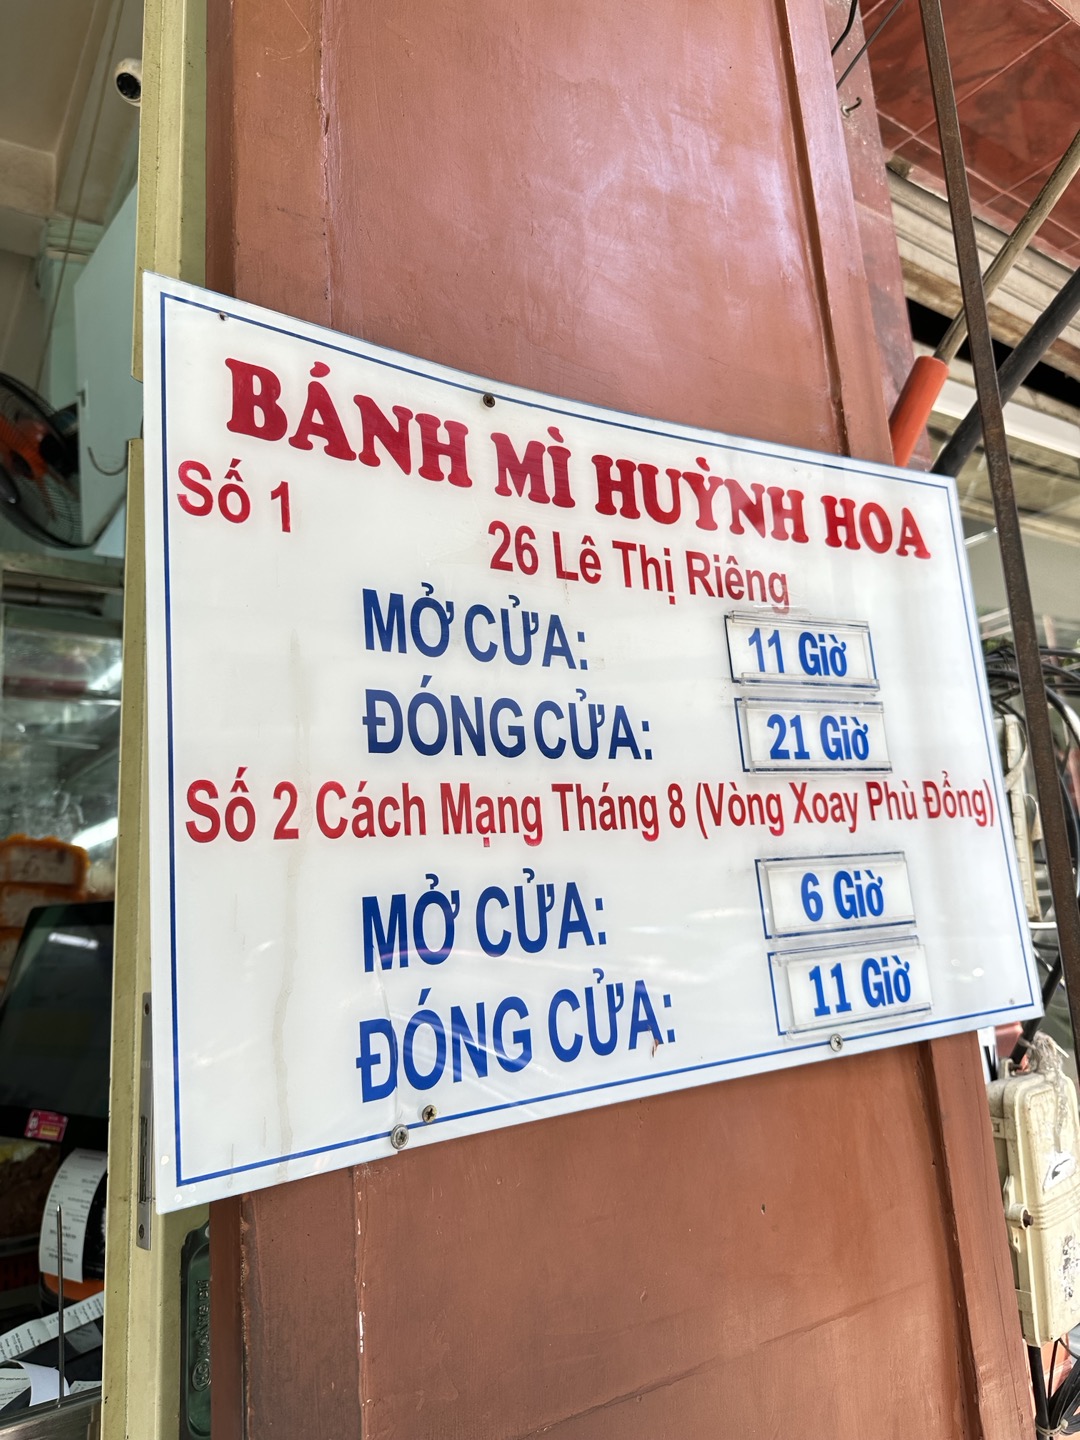 BÁNH MÌ HUỲNH HOA
Số 1
26 Lê Thị Riêng
MỞ CỬA: 11 Giờ
ĐÓNG CỬA: 21 Giờ
Số 2 Cách Mạng Tháng 8 (Vòng Xoay Phù Đổng)
MỞ CỬA: 6 Giờ
ĐÓNG CỬA: 11 Giờ